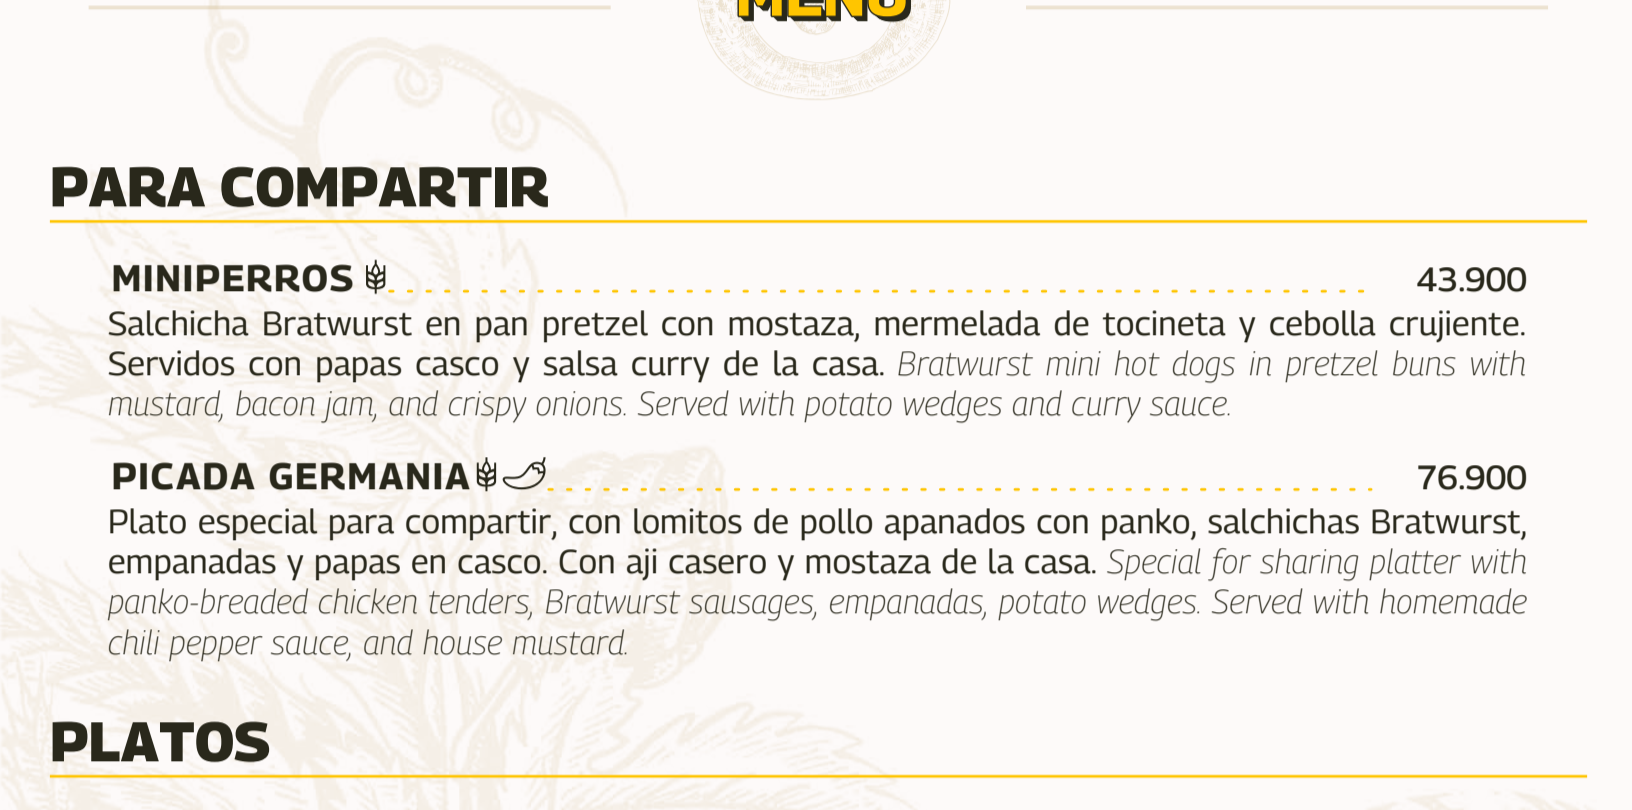 MENÚ
PARA COMPARTIR
MINIPERROS 43.900
Salchicha Bratwurst en pan pretzel con mostaza, mermelada de tocineta y cebolla crujiente.
Servidos con papas casco y salsa curry de la casa. Bratwurst mini hot dogs in pretzel buns with
mustard, bacon jam, and crispy onions. Served with potato wedges and curry sauce.
PICADA GERMANIA 76.900
Plato especial para compartir, con lomitos de pollo apanados con panko, salchichas Bratwurst,
empanadas y papas en casco. Con aji casero y mostaza de la casa. Special for sharing platter with
panko-breaded chicken tenders, Bratwurst sausages, empanadas, potato wedges. Served with homemade
chili pepper sauce, and house mustard.
PLATOS